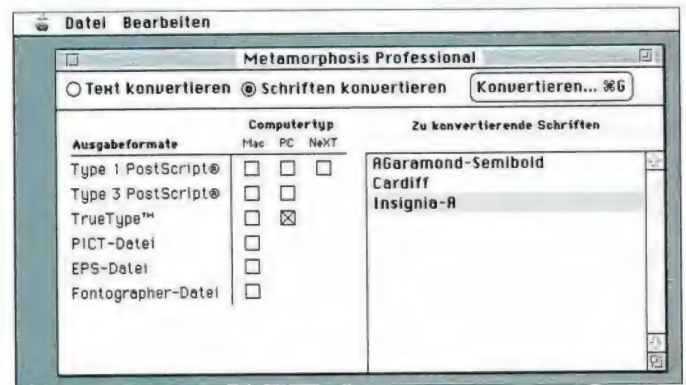 Datei Bearbeiten
Metamorphosis Professional
Text konvertieren Schriften konvertieren Konvertieren... ⌘G
Computertyp
Ausgabeformate Mac PC NeXT
Type 1 PostScript®
Type 3 PostScript®
TrueType™
PICT-Datei
EPS-Datei
Fontographer-Datei
Zu konvertierende Schriften
AGaramond-Semibold
Cardiff
Insignia-A